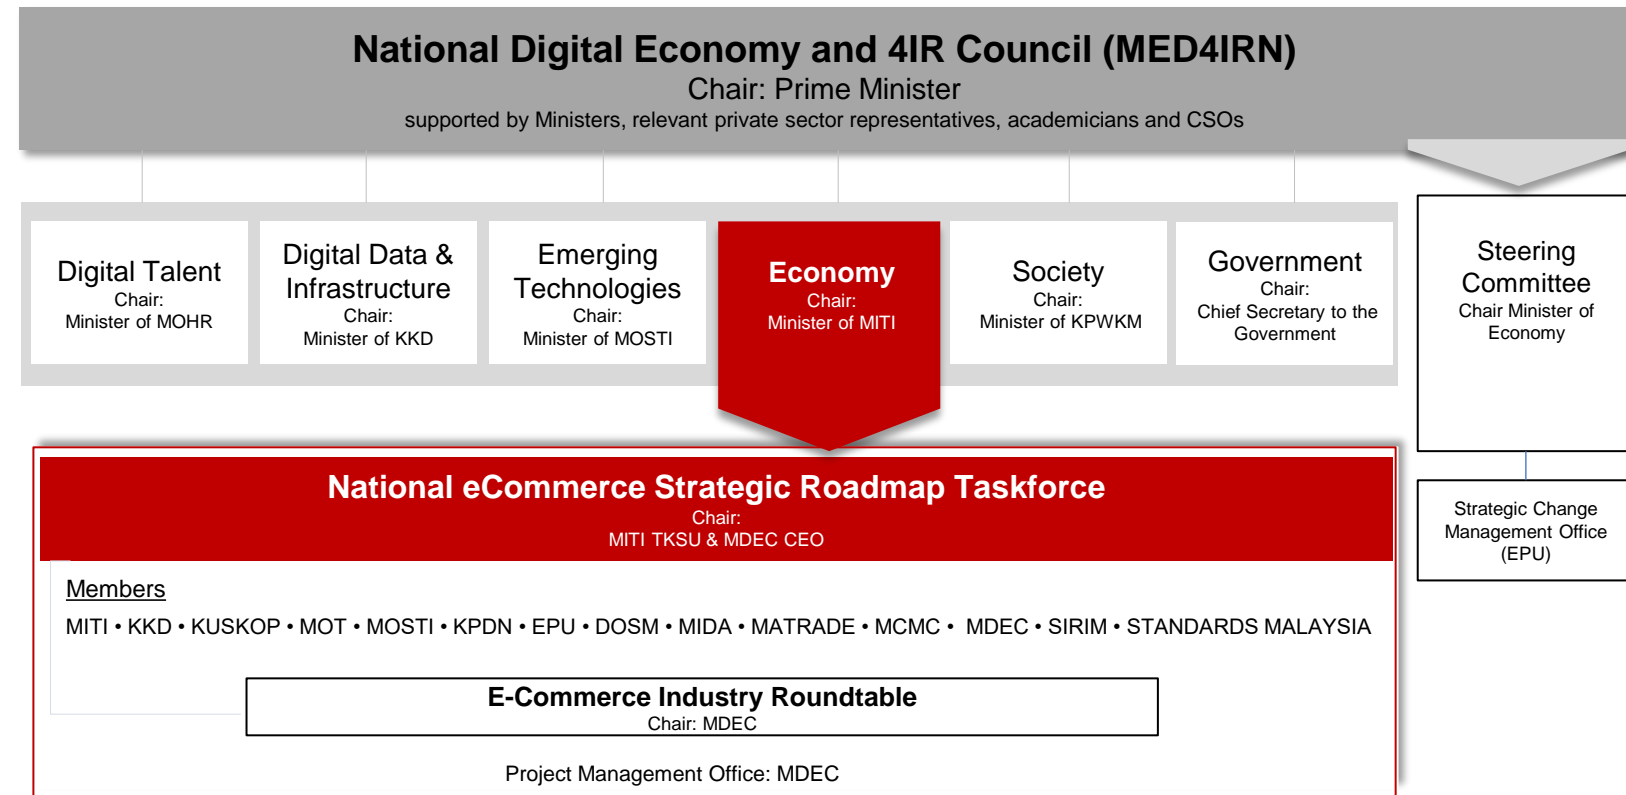 National Digital Economy and 4IR Council (MED4IRN)
Chair: Prime Minister
supported by Ministers, relevant private sector representatives, academicians and CSOs
Digital Talent
Chair:
Minister of MOHR
Digital Data &
Infrastructure
Chair:
Minister of KKD
Emerging
Technologies
Chair:
Minister of MOSTI
Economy
Chair:
Minister of MITI
Society
Chair:
Minister of KPWKM
Government
Chair:
Chief Secretary to the
Government
Steering
Committee
Chair Minister of
Economy
Strategic Change
Management Office
(EPU)
National eCommerce Strategic Roadmap Taskforce
Chair:
MITI TKSU & MDEC CEO
Members
MITI • KKD • KUSKOP • MOT • MOSTI • KPDN • EPU • DOSM • MIDA • MATRADE • MCMC • MDEC • SIRIM • STANDARDS MALAYSIA
E-Commerce Industry Roundtable
Chair: MDEC
Project Management Office: MDEC